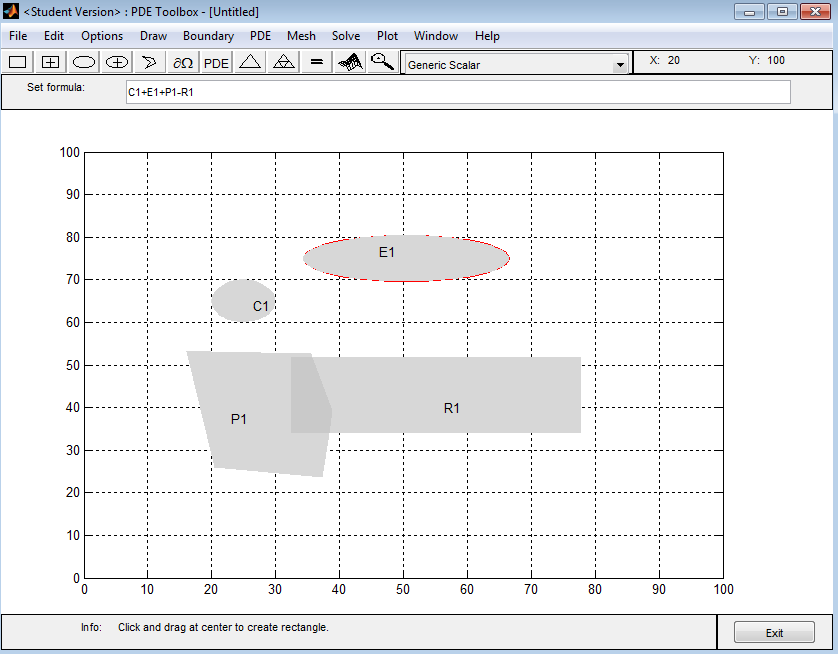 <Student Version> : PDE Toolbox - [Untitled]
File Edit Options Draw Boundary PDE Mesh Solve Plot Window Help
∂Ω PDE = Generic Scalar X: 20 Y: 100
Set formula: C1+E1+P1-R1
100
90
80
E1
70
C1
60
50
40
R1
P1
30
20
10
0
0 10 20 30 40 50 60 70 80 90 100
Info: Click and drag at center to create rectangle.
Exit